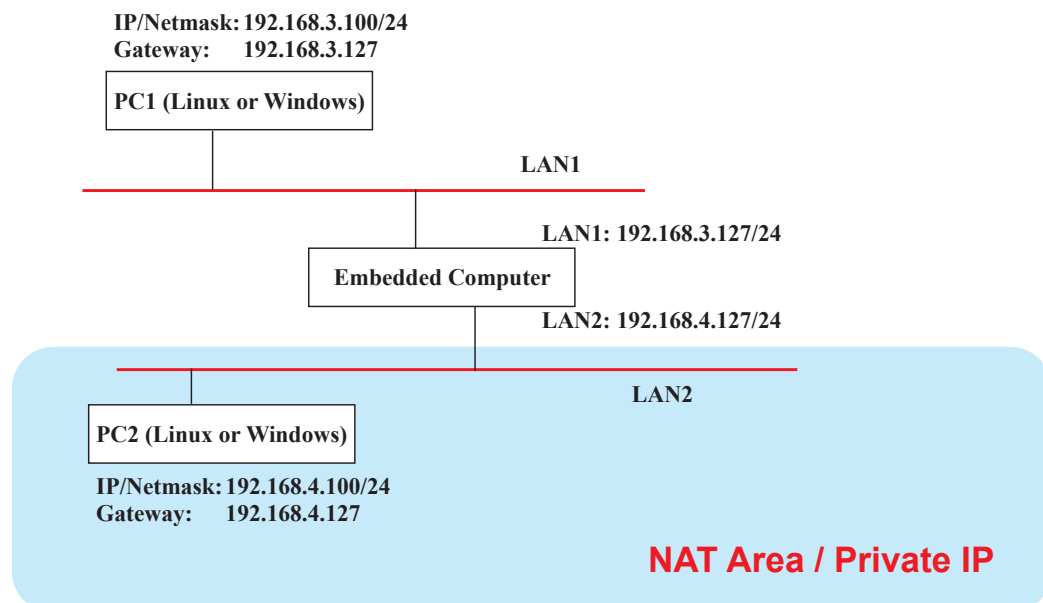 IP/Netmask: 192.168.3.100/24
Gateway: 192.168.3.127
PC1 (Linux or Windows)
LAN1
LAN1: 192.168.3.127/24
Embedded Computer
LAN2: 192.168.4.127/24
LAN2
PC2 (Linux or Windows)
IP/Netmask: 192.168.4.100/24
Gateway: 192.168.4.127
NAT Area / Private IP